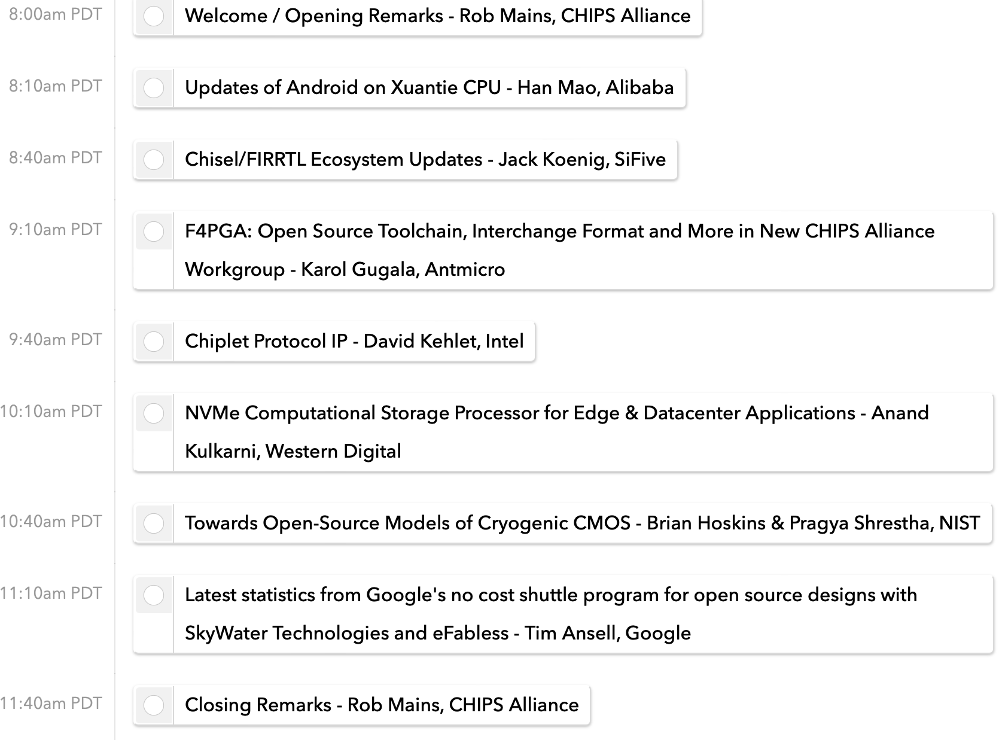 8:00am PDT
Welcome / Opening Remarks - Rob Mains, CHIPS Alliance
8:10am PDT
Updates of Android on Xuantie CPU - Han Mao, Alibaba
8:40am PDT
Chisel/FIRRTL Ecosystem Updates - Jack Koenig, SiFive
9:10am PDT
F4PGA: Open Source Toolchain, Interchange Format and More in New CHIPS Alliance
Workgroup - Karol Gugala, Antmicro
9:40am PDT
Chiplet Protocol IP - David Kehlet, Intel
10:10am PDT
NVMe Computational Storage Processor for Edge & Datacenter Applications - Anand
Kulkarni, Western Digital
10:40am PDT
Towards Open-Source Models of Cryogenic CMOS - Brian Hoskins & Pragya Shrestha, NIST
11:10am PDT
Latest statistics from Google's no cost shuttle program for open source designs with
SkyWater Technologies and eFabless - Tim Ansell, Google
11:40am PDT
Closing Remarks - Rob Mains, CHIPS Alliance